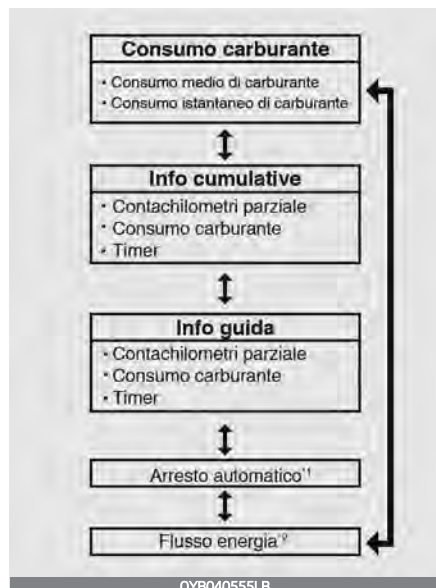 Consumo carburante
· Consumo medio di carburante
· Consumo istantaneo di carburante
Info cumulative
· Contachilometri parziale
· Consumo carburante
· Timer
Info guida
· Contachilometri parziale
· Consumo carburante
· Timer
Arresto automatico*1
Flusso energia*2
OYB040555LB